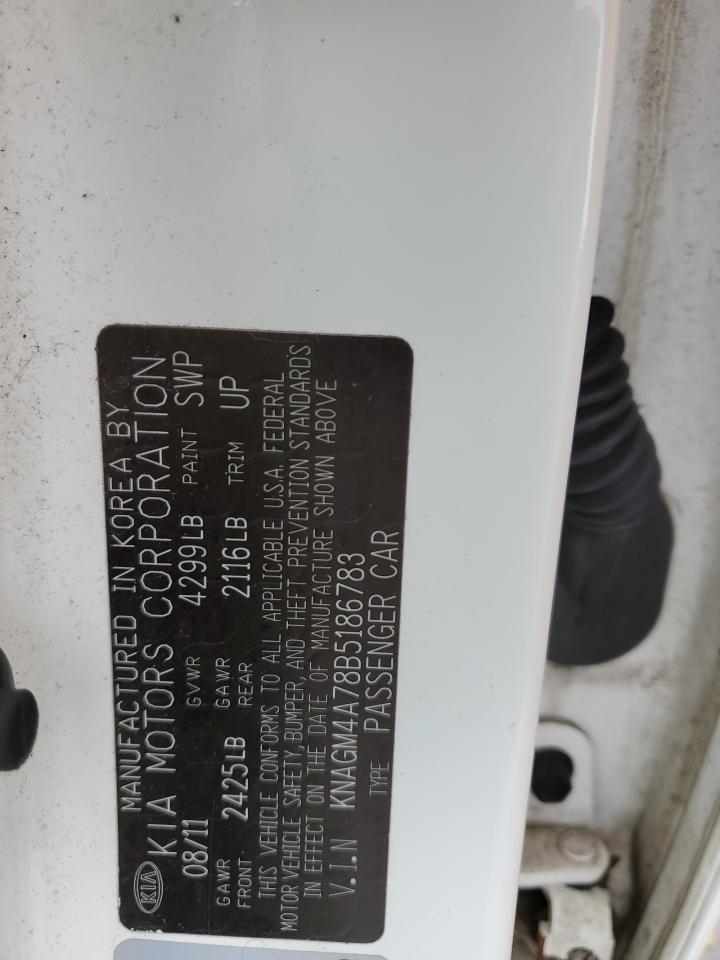 MANUFACTURED IN KOREA BY
KIA KIA MOTORS CORPORATION
08/11 GVWR 4299LB PAINT SWP
GAWR FRONT 2425LB GAWR REAR 2116LB TRIM UP
THIS VEHICLE CONFORMS TO ALL APPLICABLE U.S.A. FEDERAL
MOTOR VEHICLE SAFETY, BUMPER, AND THEFT PREVENTION STANDARDS
IN EFFECT ON THE DATE OF MANUFACTURE SHOWN ABOVE
V.I.N KNAGM4A78B5186783
TYPE PASSENGER CAR